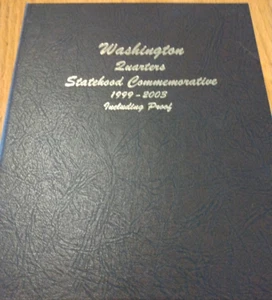 Washington
Quarters
Statehood Commemorative
1999-2003
Including Proof